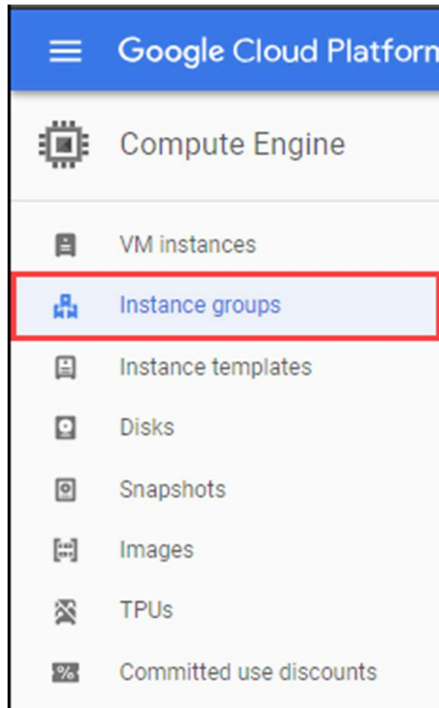 Google Cloud Platform
Compute Engine
VM instances
Instance groups
Instance templates
Disks
Snapshots
Images
TPUs
Committed use discounts